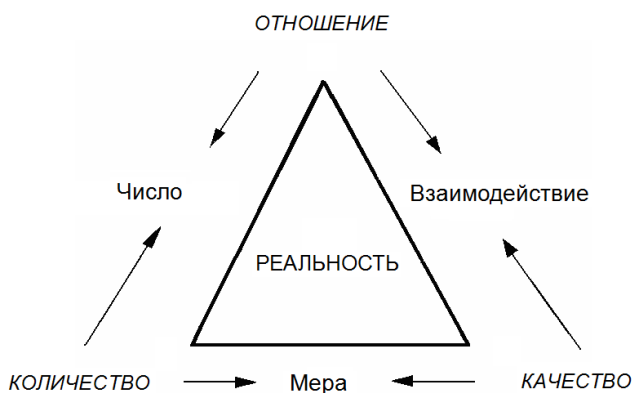 ОТНОШЕНИЕ
Число
Взаимодействие
РЕАЛЬНОСТЬ
КОЛИЧЕСТВО
Мера
КАЧЕСТВО